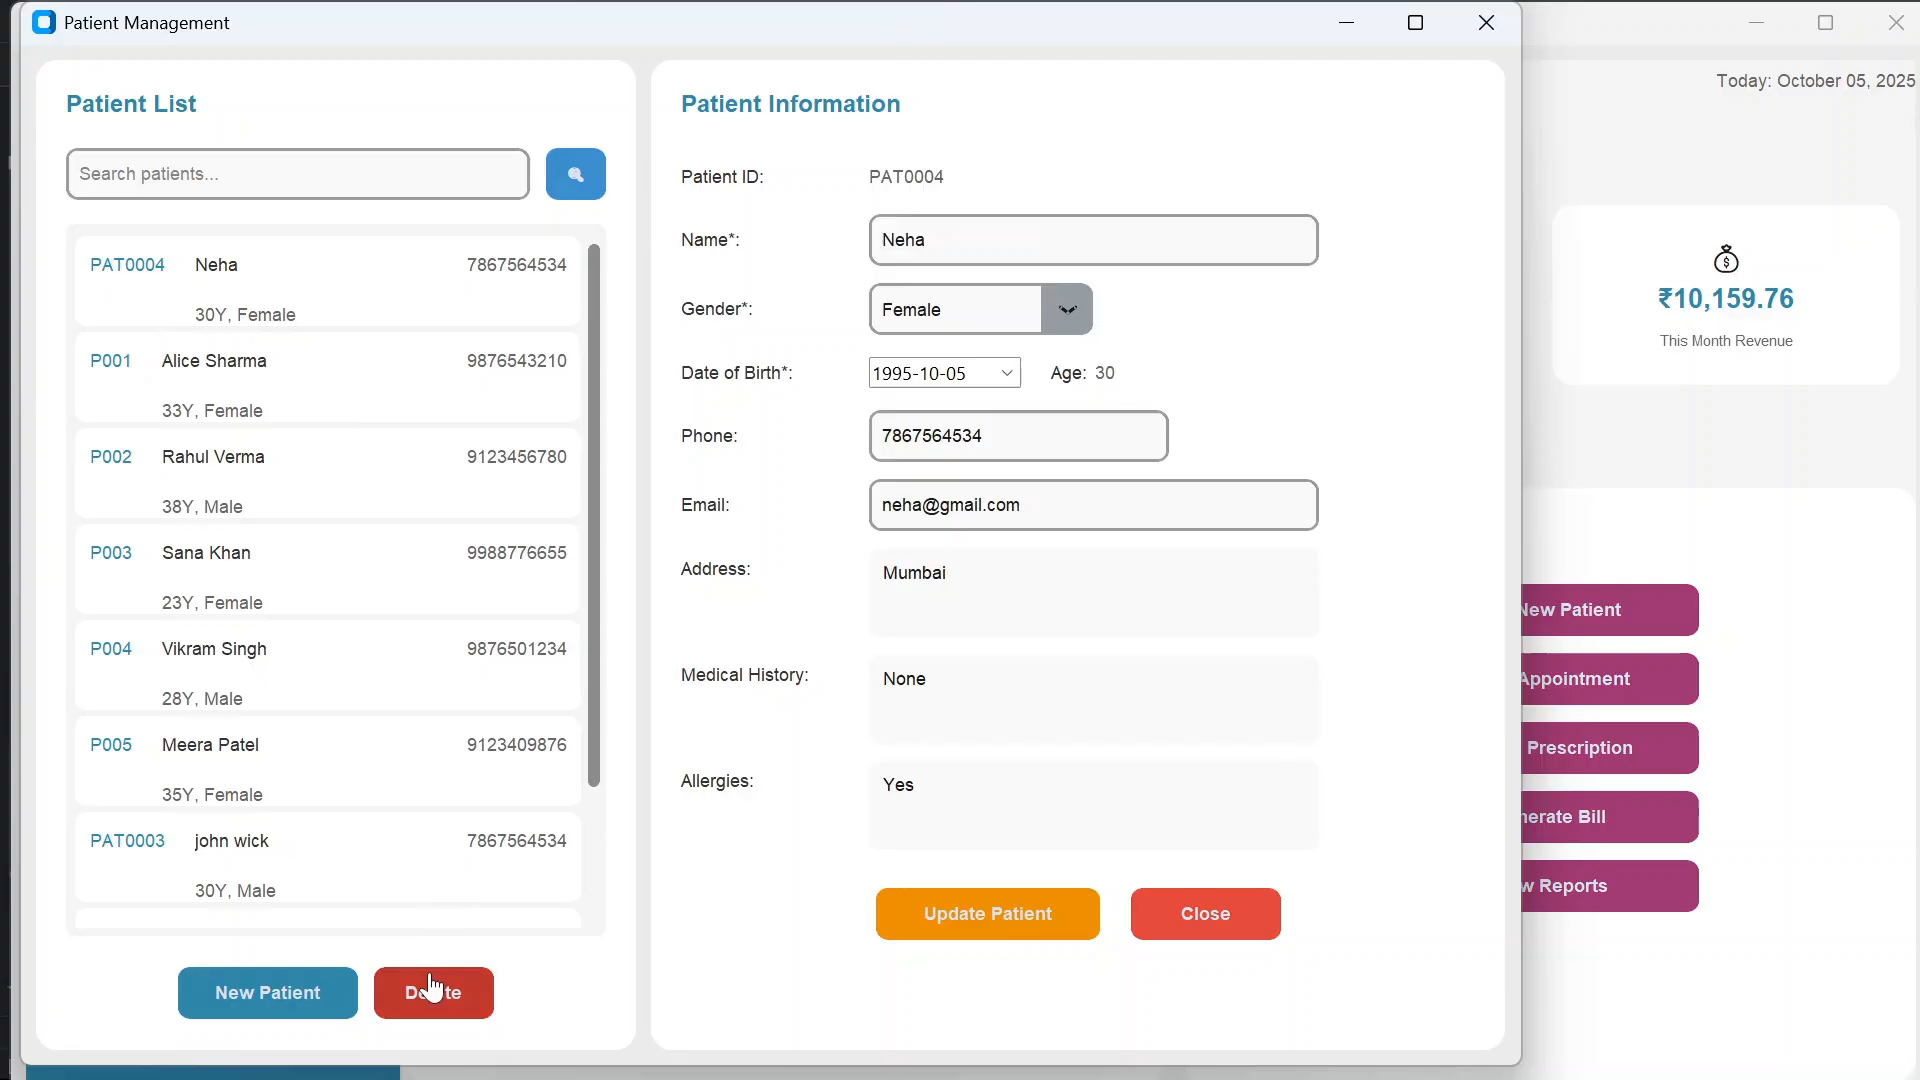 Patient Management
Today: October 05, 2025
Patient List
Search patients...
PAT0004 Neha 7867564534
30Y, Female
P001 Alice Sharma 9876543210
33Y, Female
P002 Rahul Verma 9123456780
38Y, Male
P003 Sana Khan 9988776655
23Y, Female
P004 Vikram Singh 9876501234
28Y, Male
P005 Meera Patel 9123409876
35Y, Female
PAT0003 john wick 7867564534
30Y, Male
New Patient
Patient Information
Patient ID: PAT0004
Name*: Neha
Gender*: Female
Date of Birth*: 1995-10-05 Age: 30
Phone: 7867564534
Email: neha@gmail.com
Address: Mumbai
Medical History: None
Allergies: Yes
Update Patient Close
₹10,159.76
This Month Revenue
New Patient
Appointment
Prescription
Bill
Reports